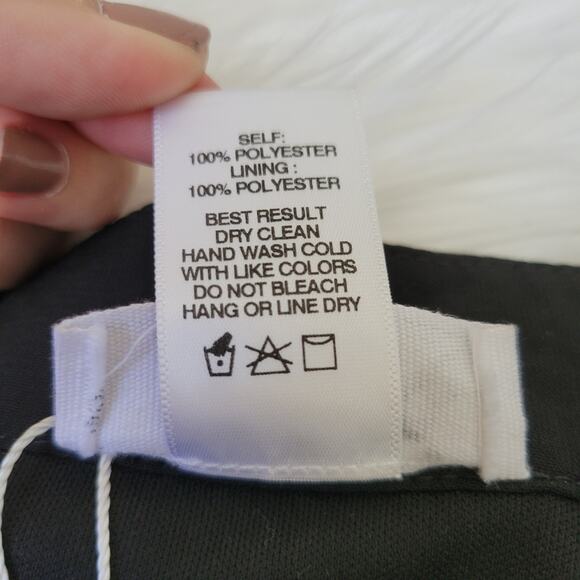 SELF:
100% POLYESTER
LINING :
100% POLYESTER
BEST RESULT
DRY CLEAN
HAND WASH COLD
WITH LIKE COLORS
DO NOT BLEACH
HANG OR LINE DRY